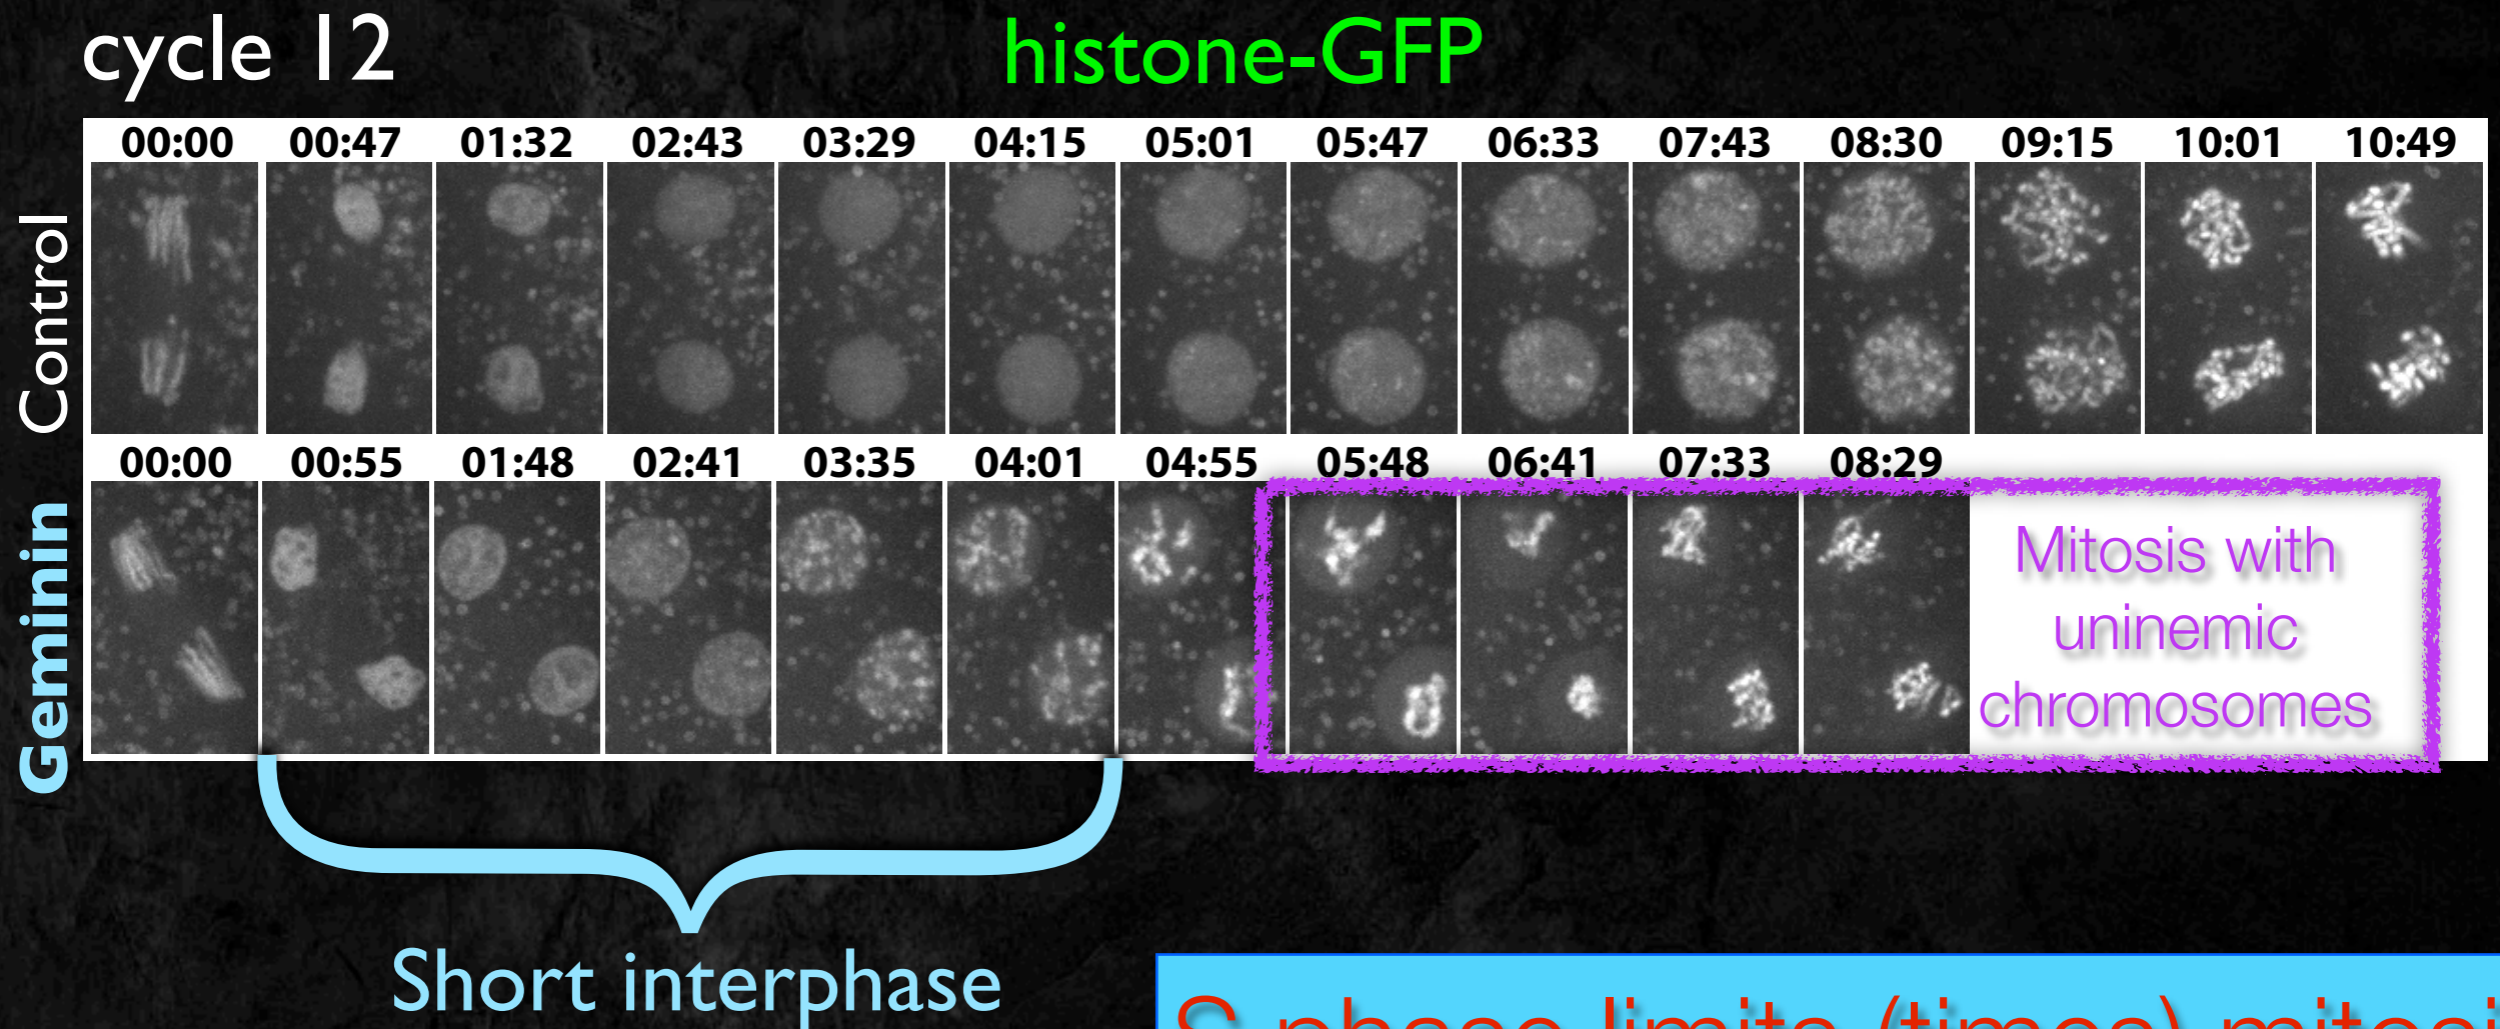 cycle 12
histone-GFP
Control
00:00 00:47 01:32 02:43 03:29 04:15 05:01 05:47 06:33 07:43 08:30 09:15 10:01 10:49
Geminin
00:00 00:55 01:48 02:41 03:35 04:01 04:55 05:48 06:41 07:33 08:29
Mitosis with
uninemic
chromosomes
Short interphase
S phase limits (times)